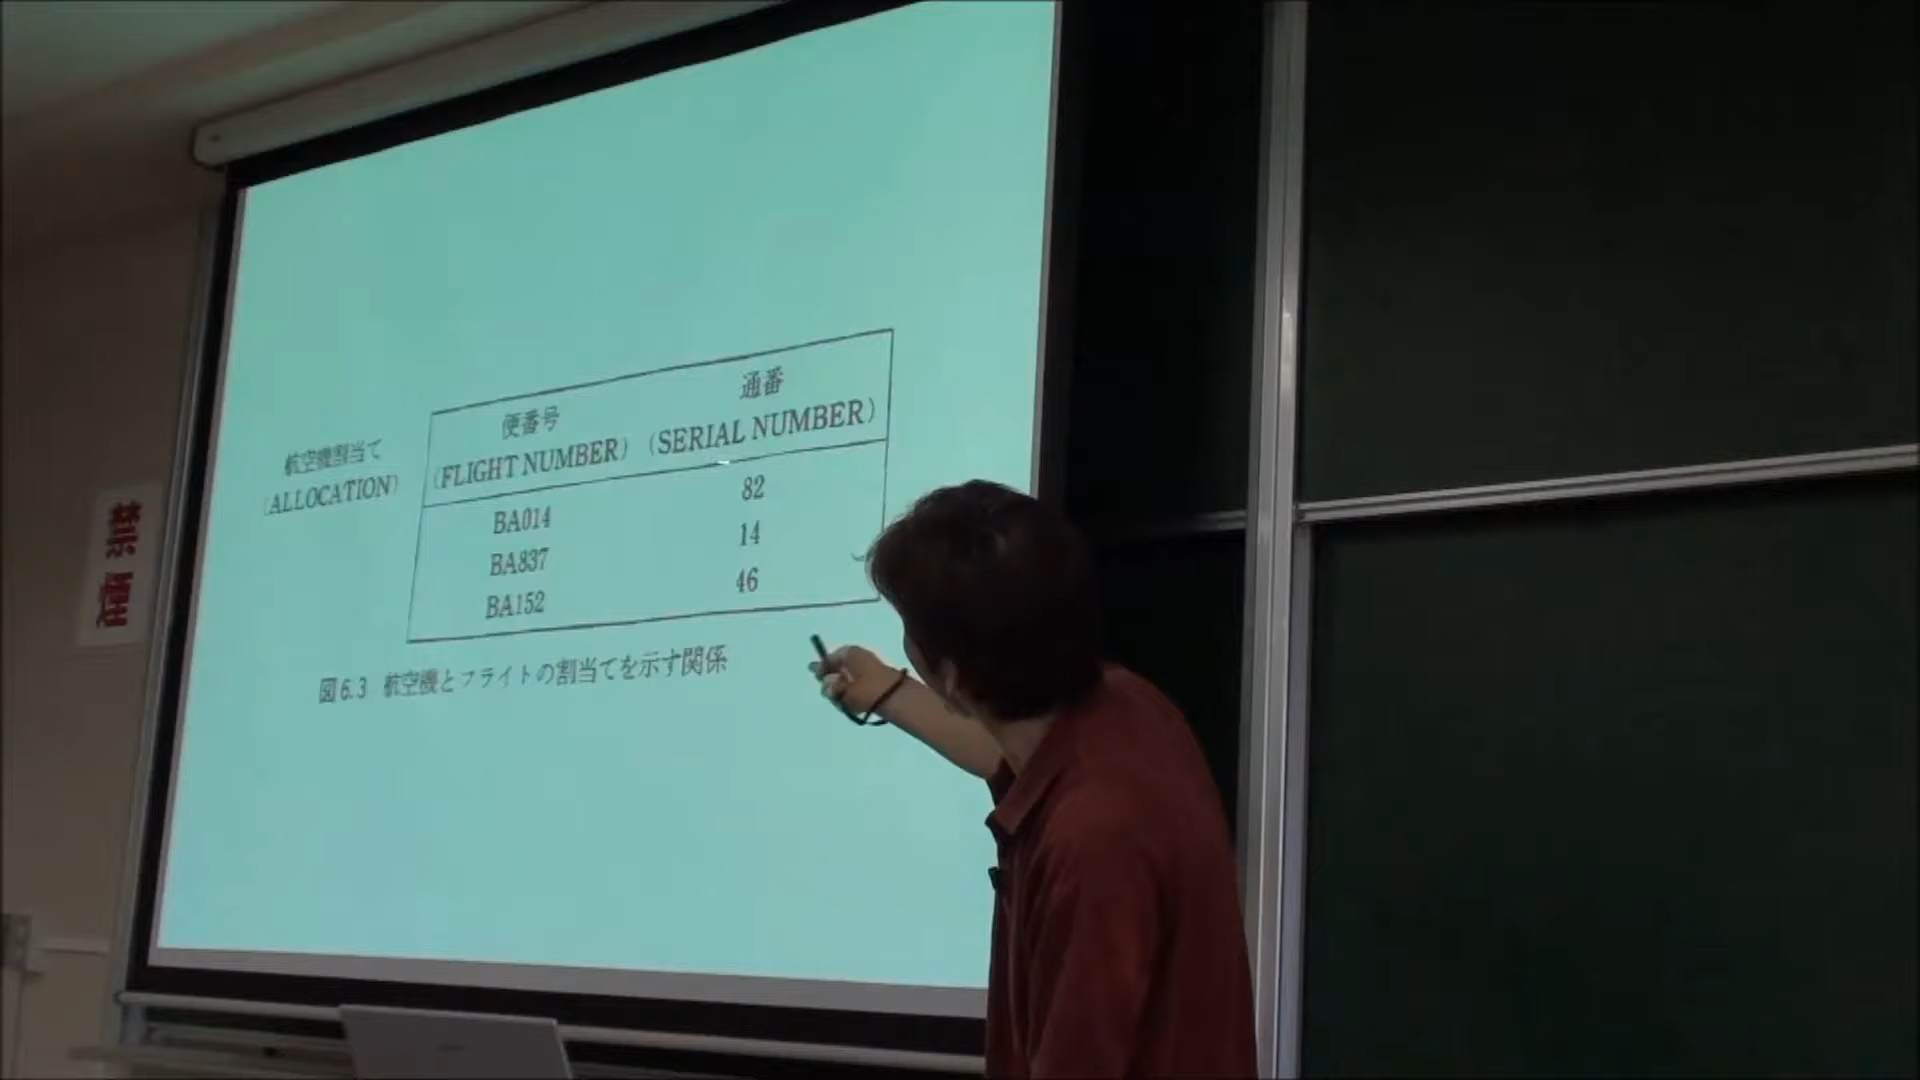 航空機割当て
(ALLOCATION)
便番号
(FLIGHT NUMBER)
通番
(SERIAL NUMBER)
BA014 82
BA837 14
BA152 46
図6.3 航空機とフライトの割当てを示す関係
禁煙